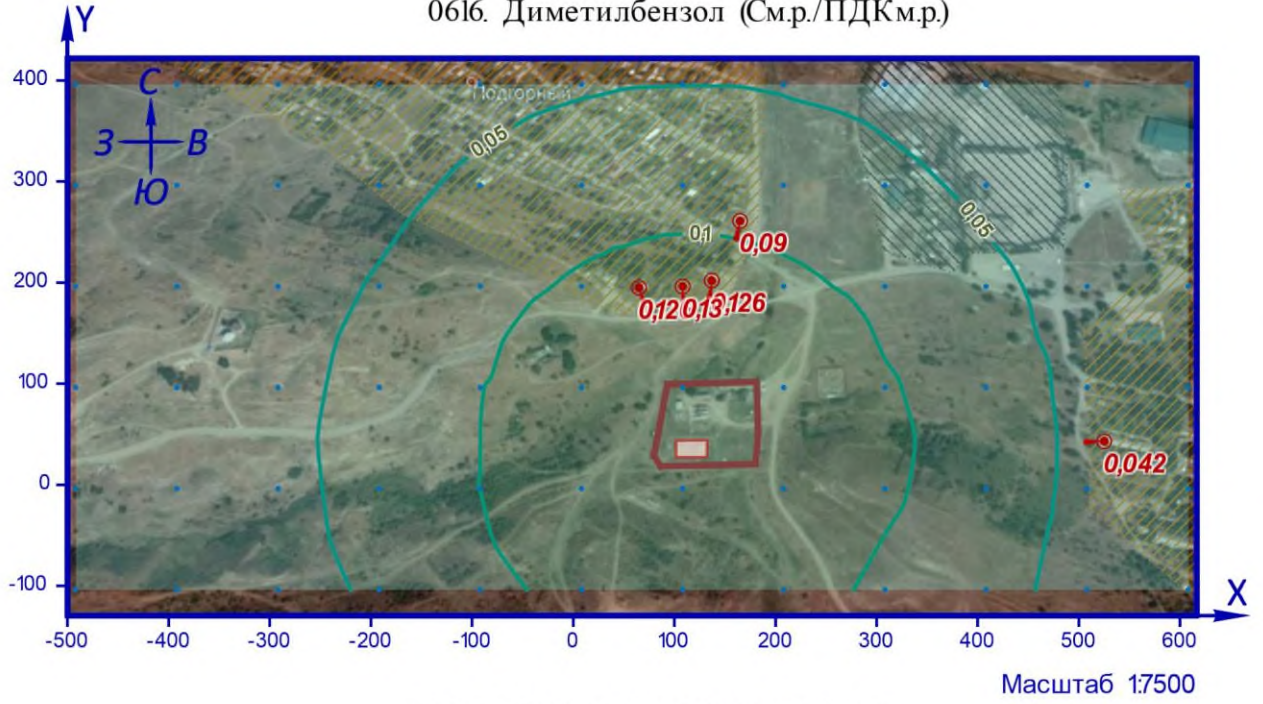 0616. Диметилбензол (См.р./ПДКм.р.)
Y
400
300
200
100
0
-100
С
З В
Ю
Подгорный
0,05
0,05
0,1
0,09
0,12
0,13
0,126
0,042
X
-500 -400 -300 -200 -100 0 100 200 300 400 500 600
Масштаб 1:7500